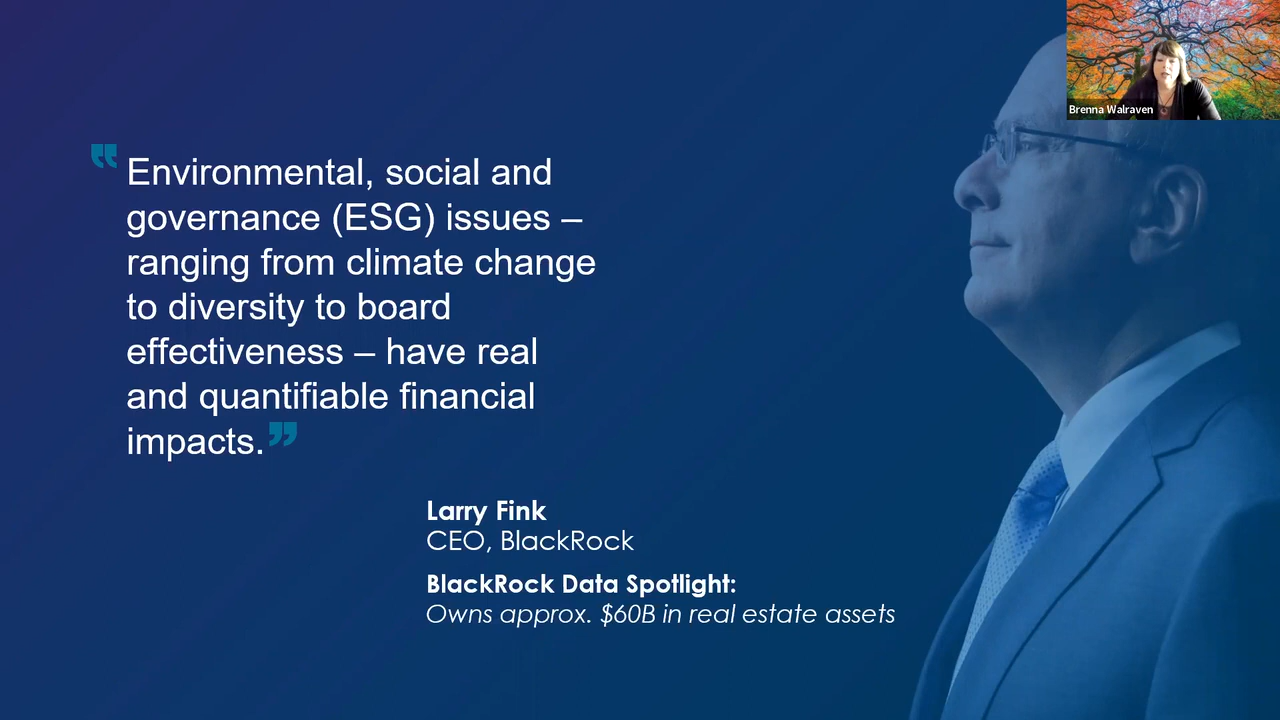 Brenna Walraven
“Environmental, social and
governance (ESG) issues –
ranging from climate change
to diversity to board
effectiveness – have real
and quantifiable financial
impacts.”
Larry Fink
CEO, BlackRock
BlackRock Data Spotlight:
Owns approx. $60B in real estate assets